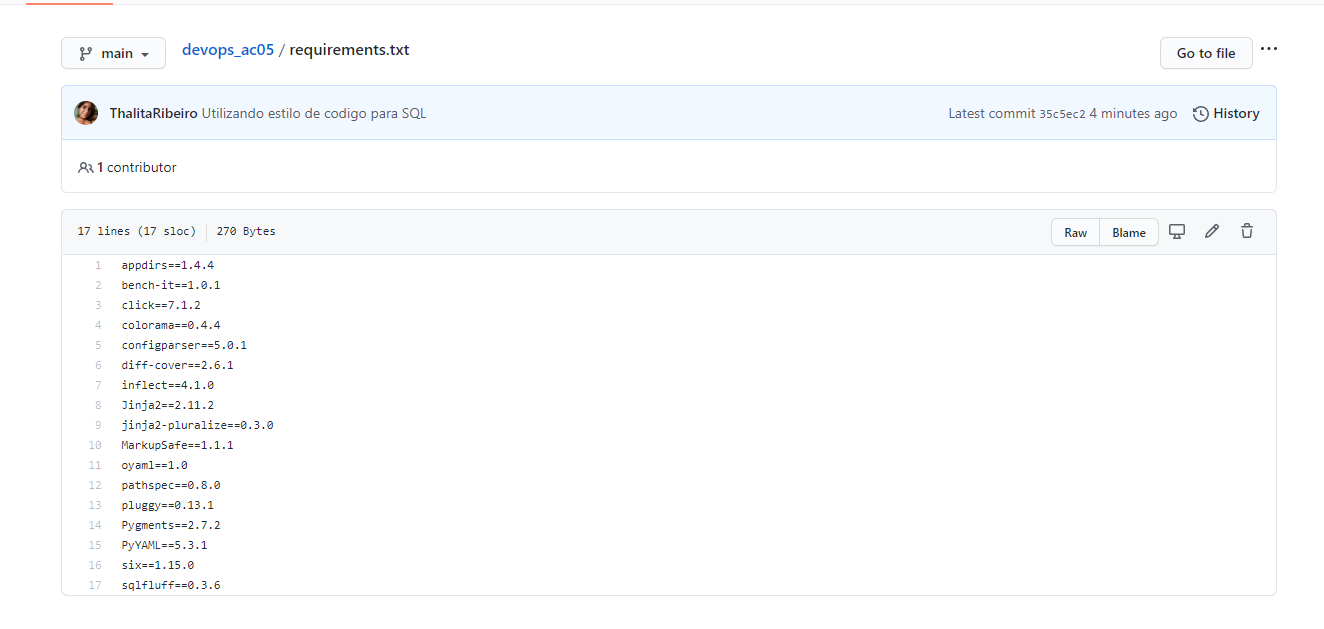 main
devops_ac05 / requirements.txt
Go to file
ThalitaRibeiro Utilizando estilo de codigo para SQL
Latest commit 35c5ec2 4 minutes ago
History
1 contributor
17 lines (17 sloc)
270 Bytes
Raw
Blame
1 appdirs==1.4.4
2 bench-it==1.0.1
3 click==7.1.2
4 colorama==0.4.4
5 configparser==5.0.1
6 diff-cover==2.6.1
7 inflect==4.1.0
8 Jinja2==2.11.2
9 jinja2-pluralize==0.3.0
10 MarkupSafe==1.1.1
11 oyaml==1.0
12 pathspec==0.8.0
13 pluggy==0.13.1
14 Pygments==2.7.2
15 PyYAML==5.3.1
16 six==1.15.0
17 sqlfluff==0.3.6